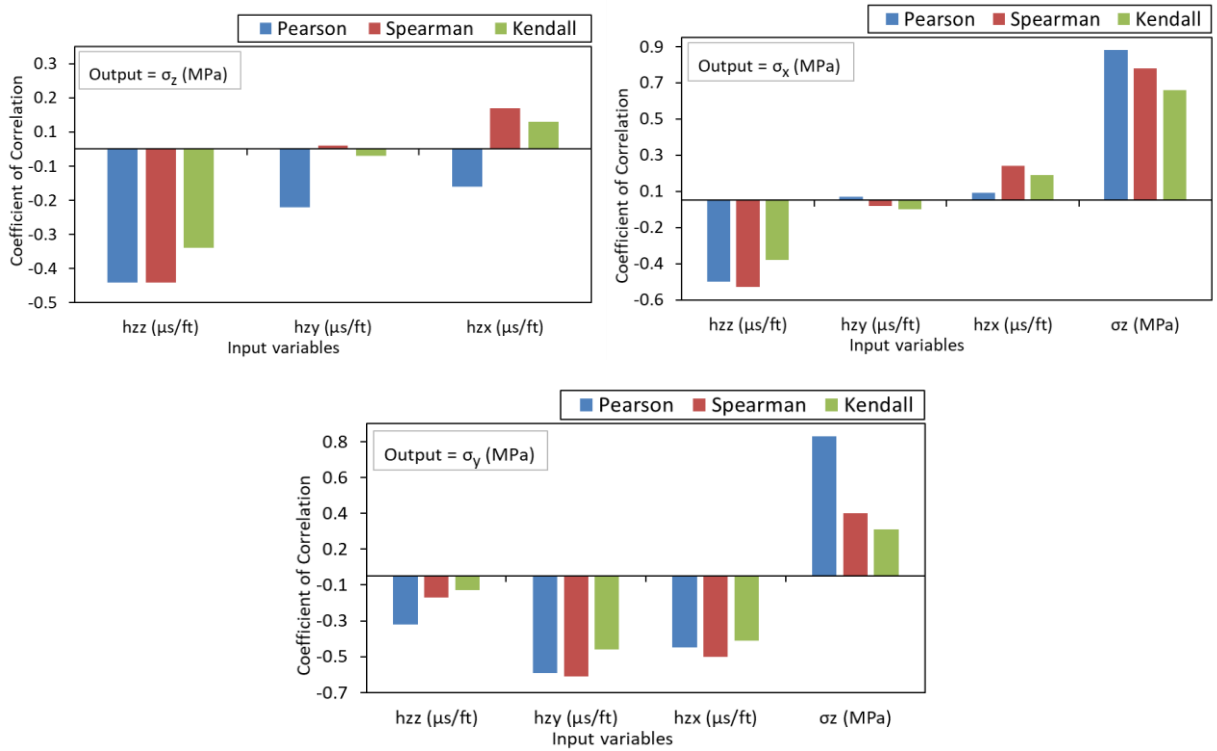 Pearson Spearman Kendall
Output = σz (MPa)
Coefficient of Correlation
0.3
0.2
0.1
-0.1
-0.2
-0.3
-0.4
-0.5
hzz (µs/ft) hzy (µs/ft) hzx (µs/ft)
Input variables
Pearson Spearman Kendall
Output = σx (MPa)
Coefficient of Correlation
0.9
0.7
0.5
0.3
0.1
-0.2
-0.4
-0.6
hzz (µs/ft) hzy (µs/ft) hzx (µs/ft) σz (MPa)
Input variables
Pearson Spearman Kendall
Output = σy (MPa)
Coefficient of Correlation
0.8
0.6
0.4
0.2
-0.1
-0.3
-0.5
-0.7
hzz (µs/ft) hzy (µs/ft) hzx (µs/ft) σz (MPa)
Input variables